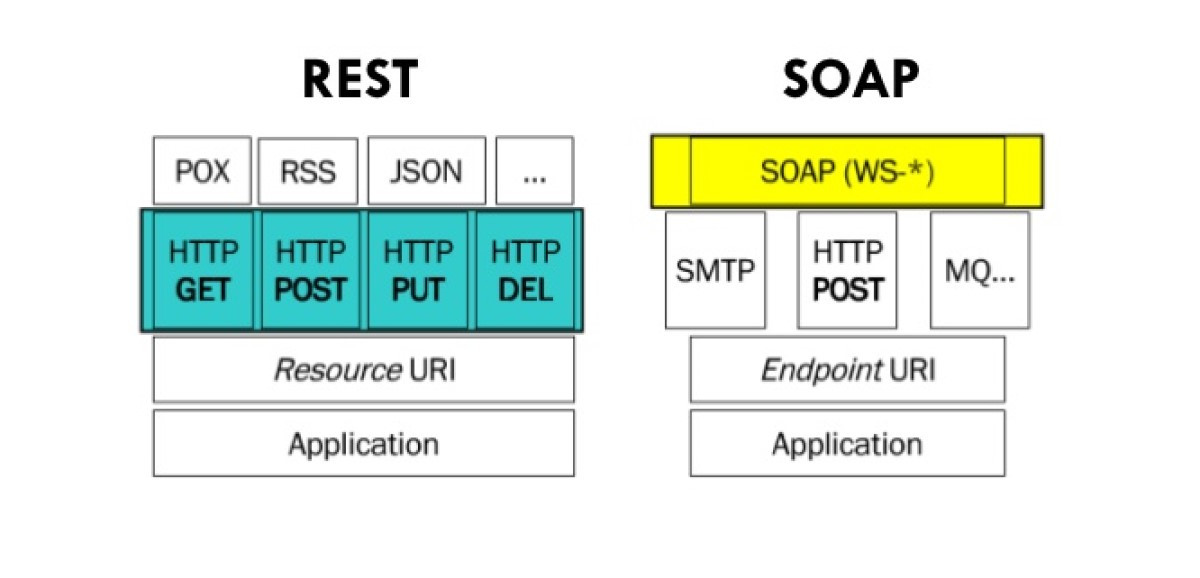 REST
POX RSS JSON ...
HTTP GET HTTP POST HTTP PUT HTTP DEL
Resource URI
Application
SOAP
SOAP (WS-*)
SMTP HTTP POST MQ...
Endpoint URI
Application